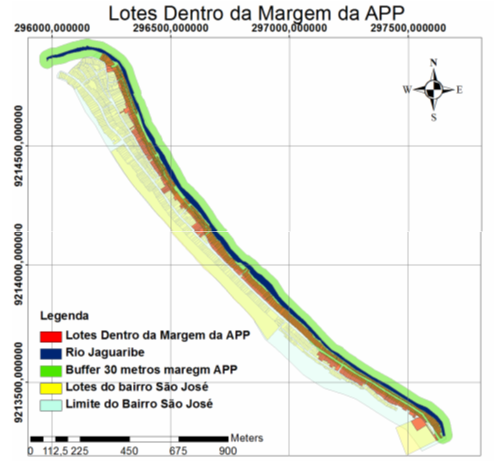 Lotes Dentro da Margem da APP
296000,000000 296500,000000 297000,000000 297500,000000
N
W E
S
9214500,000000
9214000,000000
9213500,000000
Legenda
Lotes Dentro da Margem da APP
Rio Jaguaribe
Buffer 30 metros maregm APP
Lotes do bairro São José
Limite do Bairro São José
Meters
0 112,5 225 450 675 900